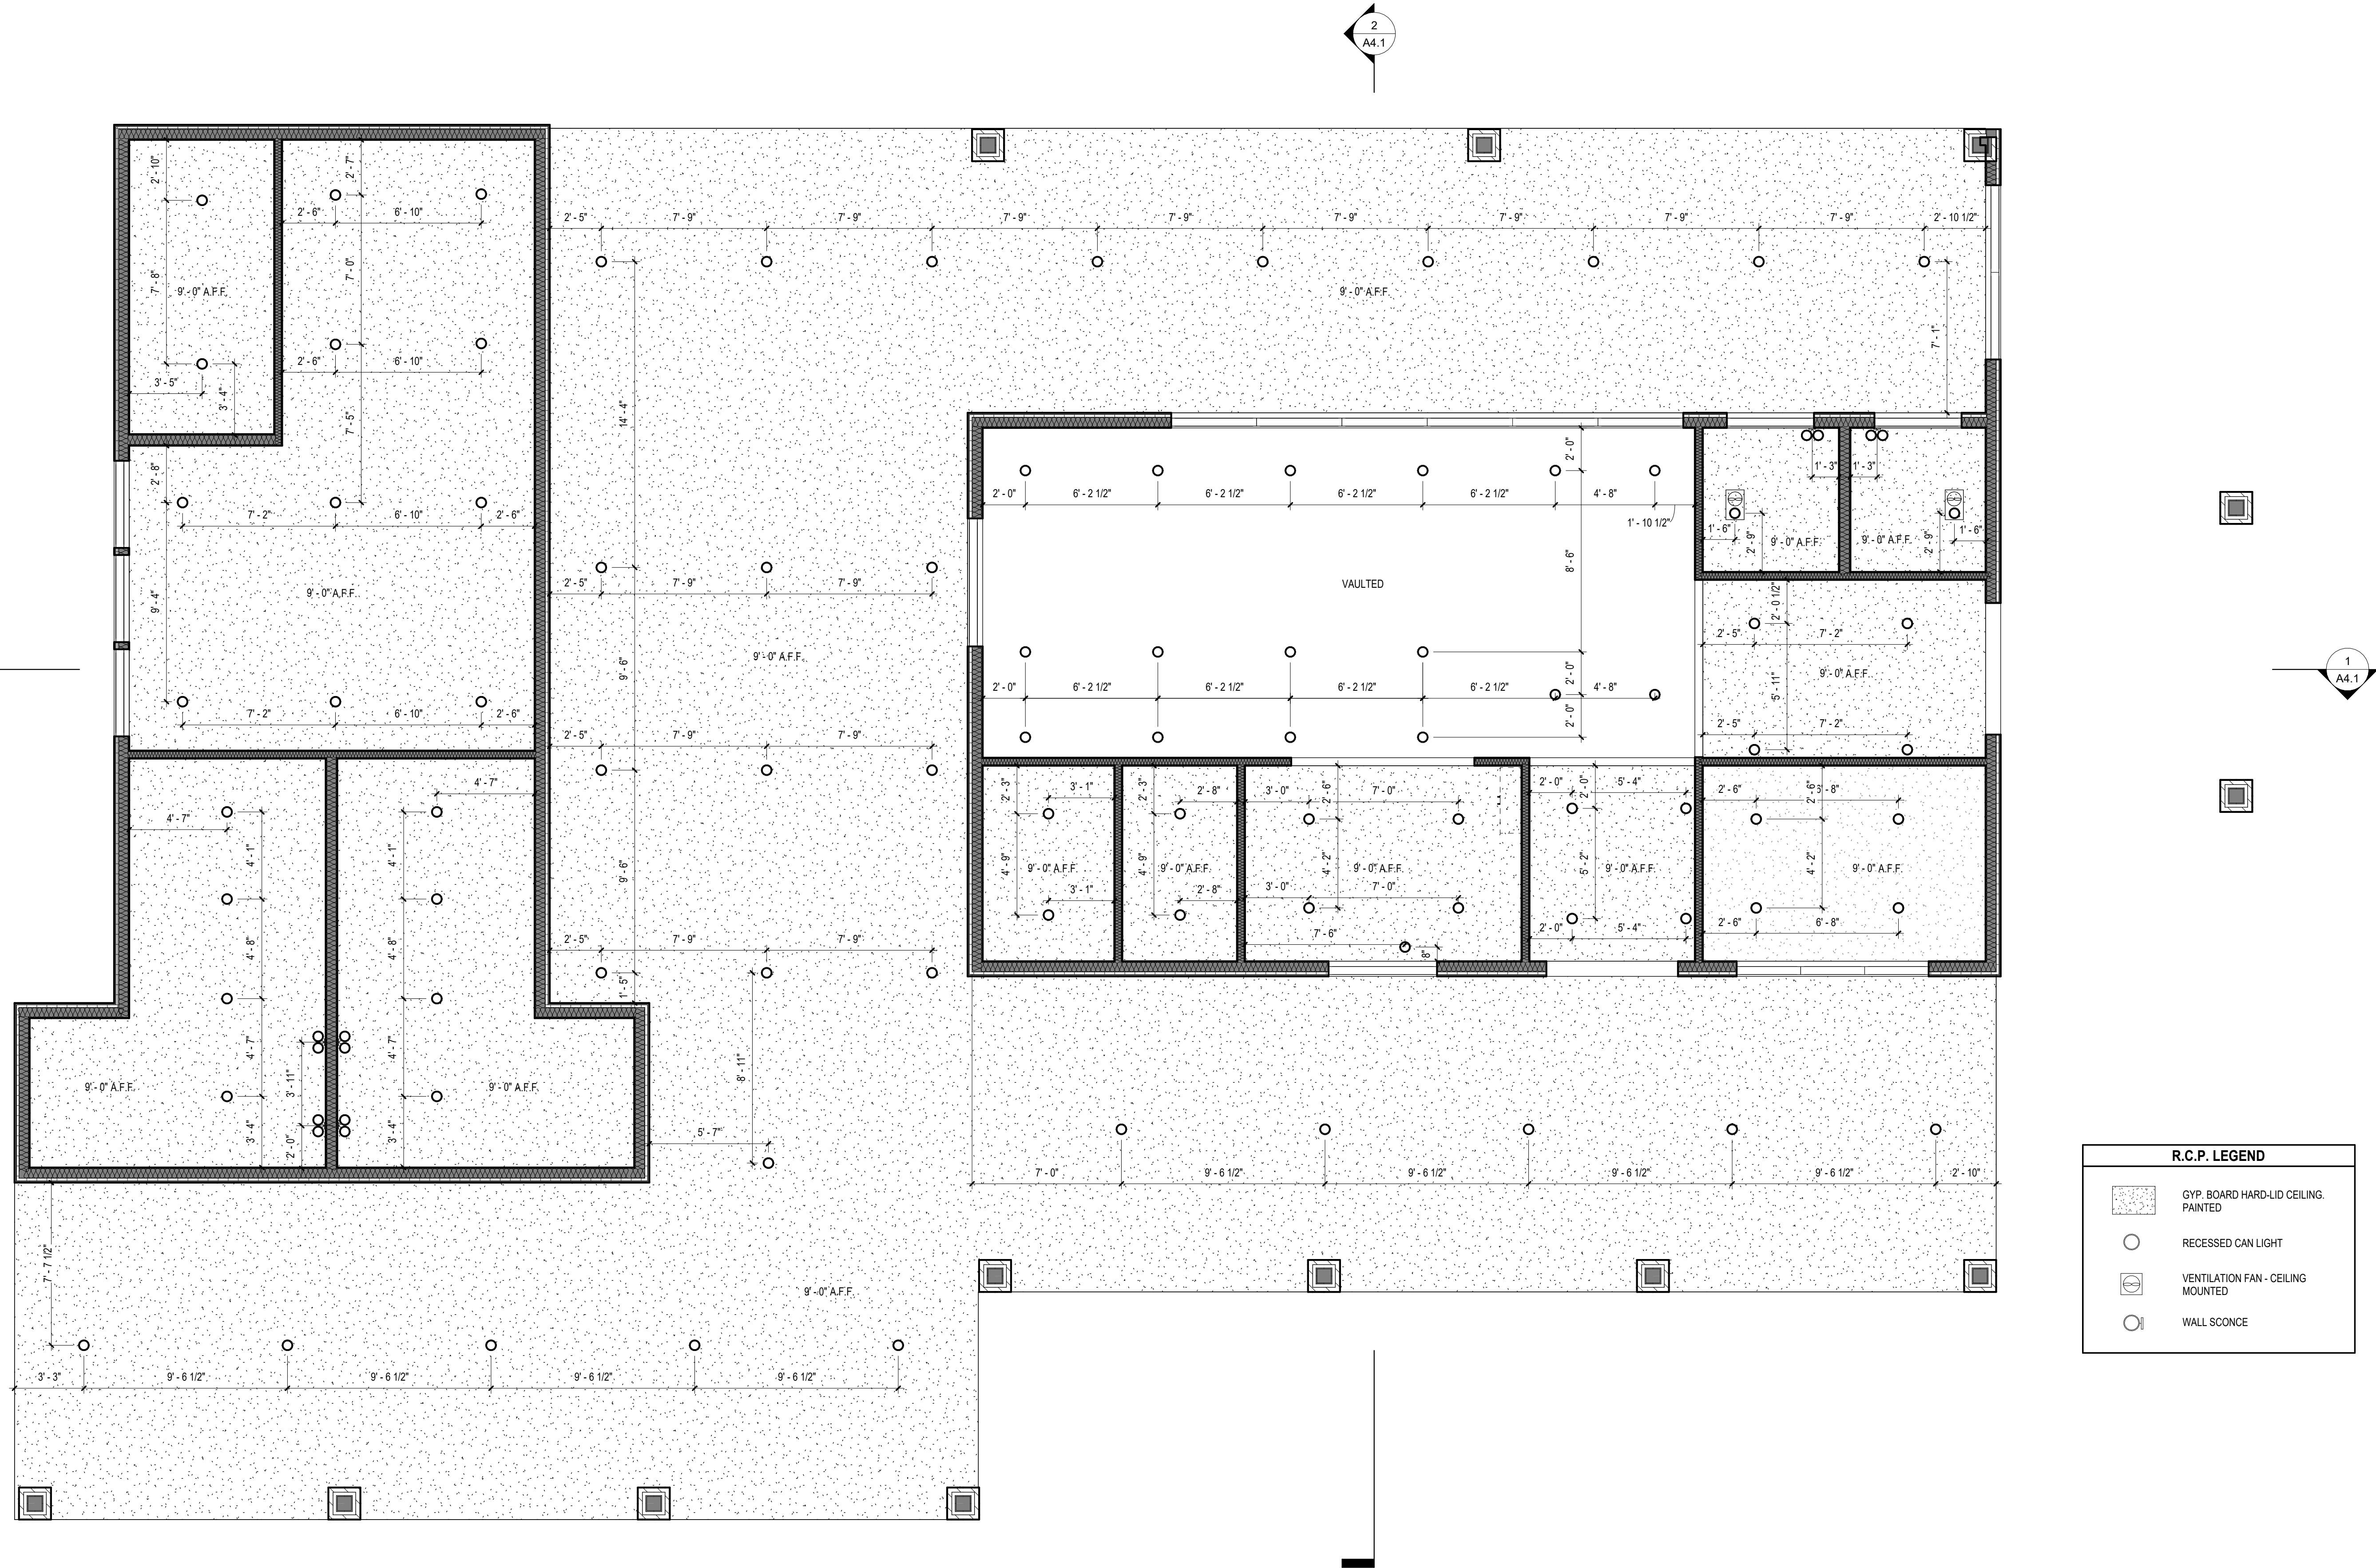 2
A4.1
2' - 10"
2' - 7"
2' - 6"
6' - 10"
2' - 5"
7' - 9"
7' - 9"
7' - 9"
7' - 9"
7' - 9"
7' - 9"
7' - 9"
7' - 9"
2' - 10 1/2"
7' - 8"
9' - 0" A.F.F.
7' - 0"
9' - 0" A.F.F.
7' - 1"
2' - 6"
6' - 10"
3' - 5"
3' - 4"
7' - 5"
14' - 4"
2' - 0"
2' - 8"
1' - 3"
1' - 3"
2' - 0"
6' - 2 1/2"
6' - 2 1/2"
6' - 2 1/2"
6' - 2 1/2"
4' - 8"
1' - 10 1/2"
7' - 2"
6' - 10"
2' - 6"
1' - 6"
2' - 9"
9' - 0" A.F.F.
9' - 0" A.F.F.
2' - 9"
1' - 6"
8' - 6"
2' - 5"
7' - 9"
7' - 9"
VAULTED
9' - 4"
9' - 0" A.F.F.
2' - 0 1/2"
2' - 5"
7' - 2"
9' - 6"
9' - 0" A.F.F.
9' - 0" A.F.F.
5' - 11"
1
A4.1
2' - 0"
6' - 2 1/2"
6' - 2 1/2"
6' - 2 1/2"
6' - 2 1/2"
2' - 0"
4' - 8"
7' - 2"
6' - 10"
2' - 6"
2' - 0"
2' - 5"
7' - 2"
2' - 5"
7' - 9"
7' - 9"
4' - 7"
2' - 3"
3' - 1"
2' - 3"
2' - 8"
3' - 0"
2' - 6"
7' - 0"
2' - 0"
2' - 0"
5' - 4"
2' - 6"
2' - 6"
6' - 8"
4' - 7"
4' - 1"
4' - 1"
9' - 6"
4' - 9"
9' - 0" A.F.F.
4' - 9"
9' - 0" A.F.F.
4' - 2"
9' - 0" A.F.F.
5' - 2"
9' - 0" A.F.F.
4' - 2"
9' - 0" A.F.F.
3' - 1"
2' - 8"
3' - 0"
7' - 0"
2' - 0"
5' - 4"
2' - 6"
6' - 8"
4' - 8"
4' - 8"
2' - 5"
7' - 9"
7' - 9"
7' - 6"
8"
1' - 5"
4' - 7"
4' - 7"
3' - 11"
8' - 11"
9' - 0" A.F.F.
9' - 0" A.F.F.
3' - 4"
2' - 0"
3' - 4"
5' - 7"
7' - 0"
9' - 6 1/2"
9' - 6 1/2"
9' - 6 1/2"
9' - 6 1/2"
2' - 10"
7' - 7 1/2"
9' - 0" A.F.F.
3' - 3"
9' - 6 1/2"
9' - 6 1/2"
9' - 6 1/2"
9' - 6 1/2"
R.C.P. LEGEND
GYP. BOARD HARD-LID CEILING.
PAINTED
RECESSED CAN LIGHT
VENTILATION FAN - CEILING
MOUNTED
WALL SCONCE